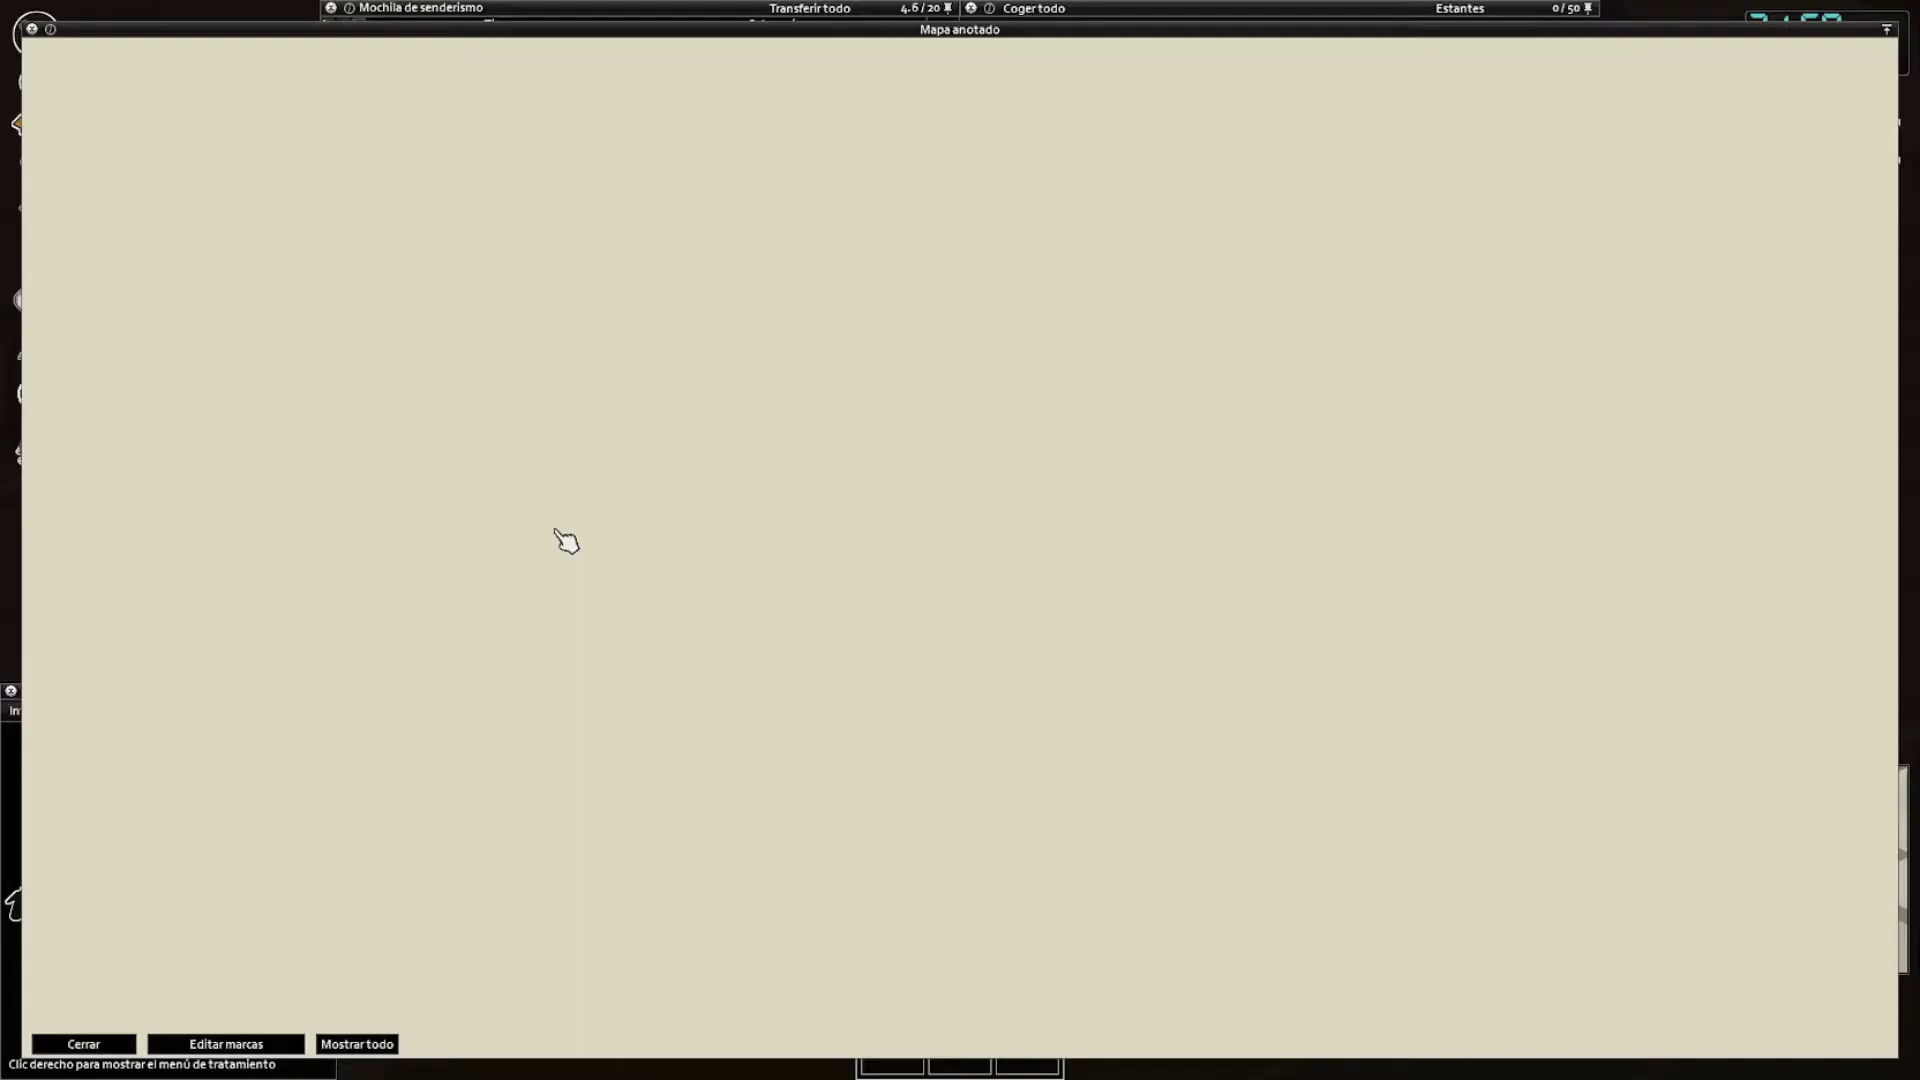 Mochila de senderismo Transferir todo 4.6 / 20 Coger todo Estantes 0 / 50
Mapa anotado
In
Cerrar Editar marcas Mostrar todo
Clic derecho para mostrar el menú de tratamiento